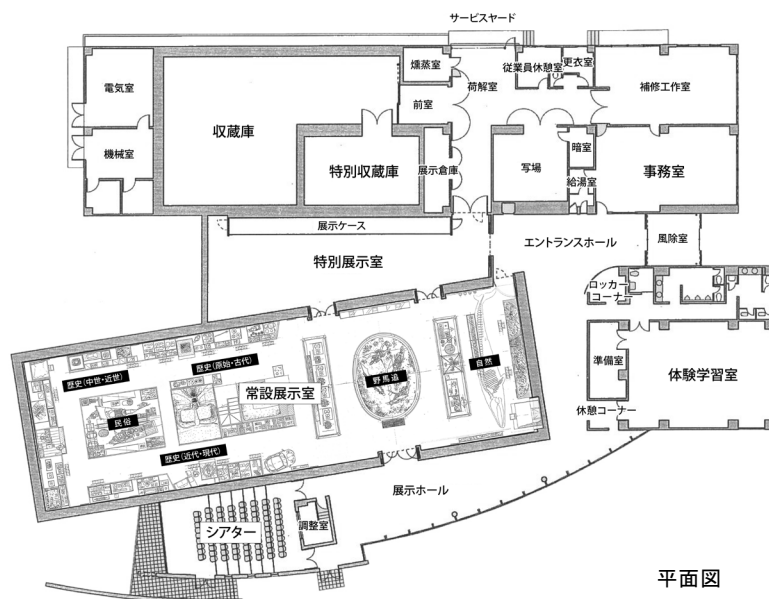 サービスヤード
電気室
燻蒸室
荷解室
従業員休憩室
更衣室
補修工作室
前室
収蔵庫
機械室
特別収蔵庫
展示倉庫
写場
暗室
給湯室
事務室
展示ケース
特別展示室
エントランスホール
風除室
ロッカー
コーナー
歴史(中世・近世)
歴史(原始・古代)
自然
野馬追
常設展示室
準備室
体験学習室
民俗
休憩コーナー
歴史(近代・現代)
展示ホール
シアター
調整室
平面図